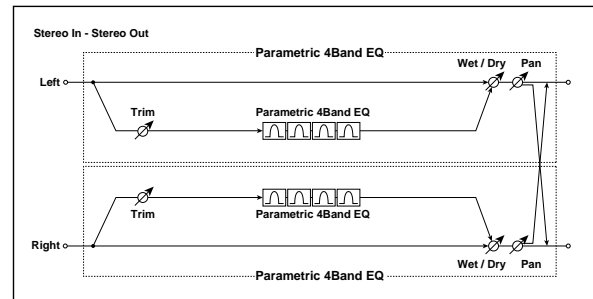 Stereo In - Stereo Out
Parametric 4Band EQ
Wet / Dry Pan
Left
Trim Parametric 4Band EQ
Parametric 4Band EQ
Trim
Right
Wet / Dry Pan
Parametric 4Band EQ